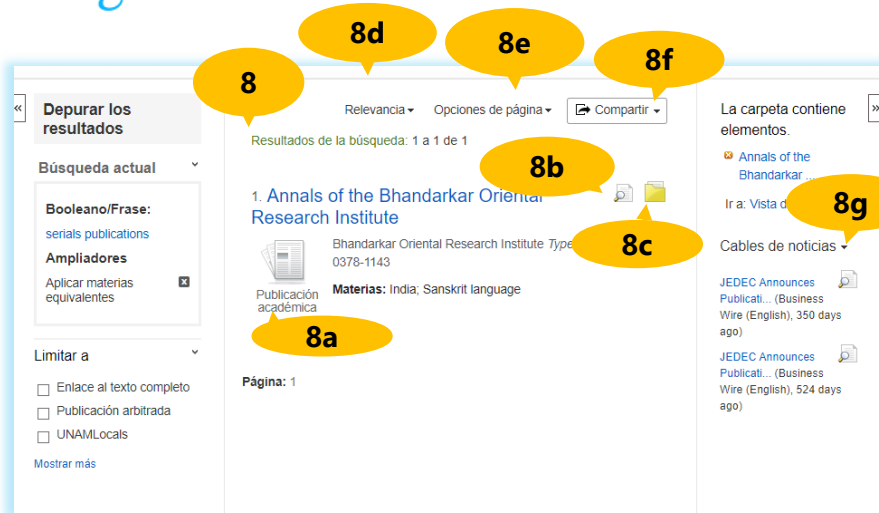 8d
8e
8f
8
«
Depurar los
resultados
Relevancia
Opciones de página
Compartir
La carpeta contiene
elementos.
»
Resultados de la búsqueda: 1 a 1 de 1
Búsqueda actual
8b
Annals of the
Bhandarkar ...
1. Annals of the Bhandarkar Oriental
Research Institute
Booleano/Frase:
serials publications
Ampliadores
Aplicar materias
equivalentes
8c
Ir a: Vista d
8g
Bhandarkar Oriental Research Institute Type
0378-1143
Cables de noticias
Publicación
académica
Materias: India; Sanskrit language
JEDEC Announces
Publicati... (Business
Wire (English), 350 days
ago)
8a
Limitar a
Enlace al texto completo
Publicación arbitrada
UNAMLocals
Mostrar más
Página: 1
JEDEC Announces
Publicati... (Business
Wire (English), 524 days
ago)